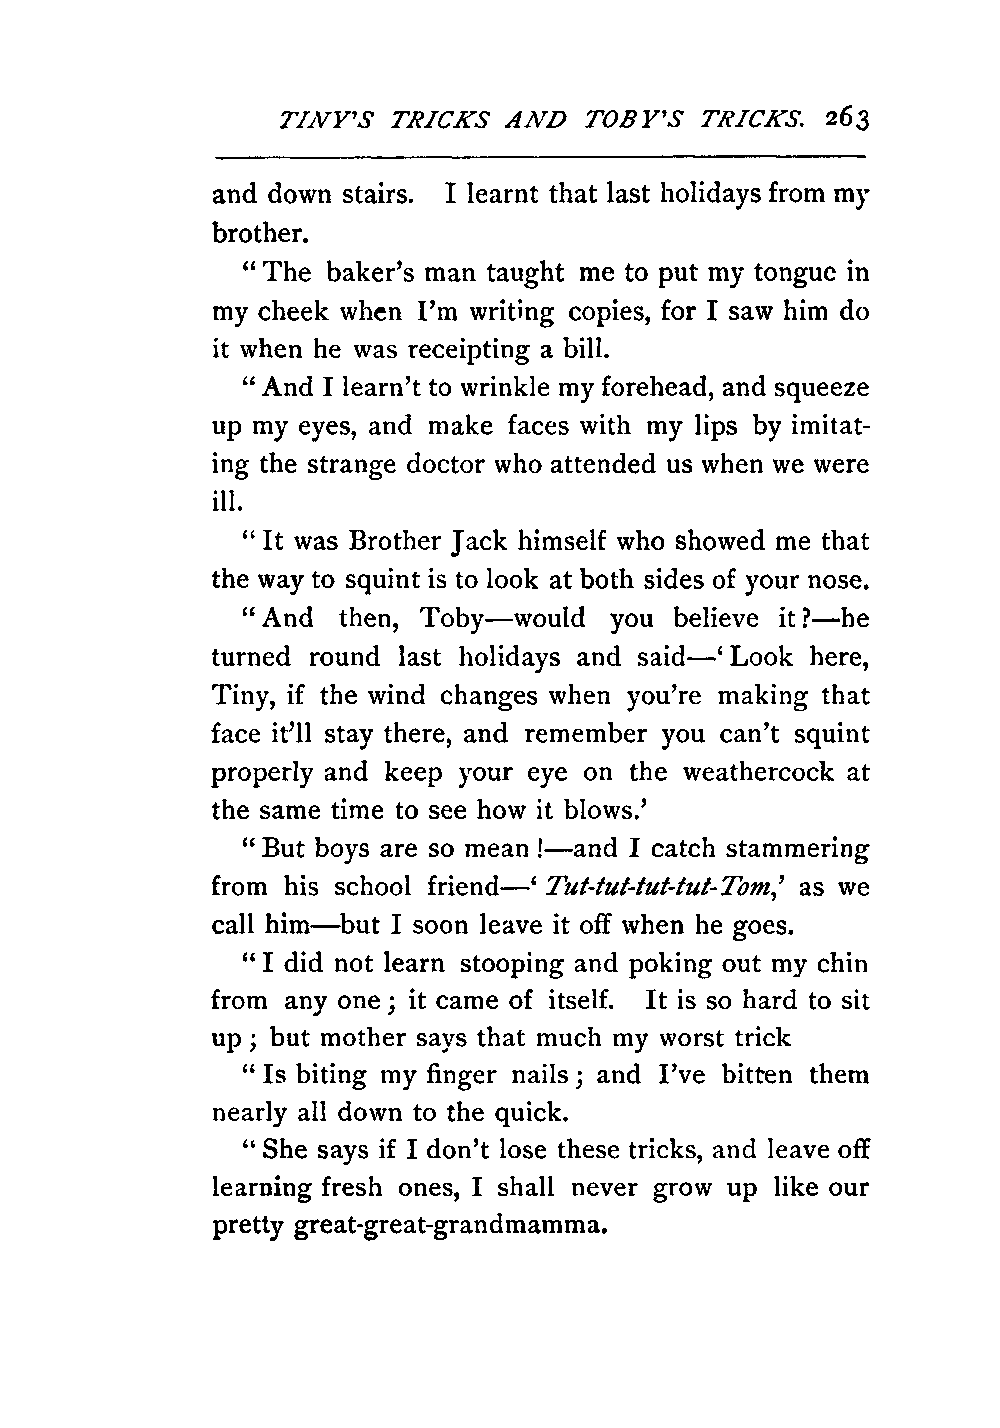 TINY'S TRICKS AND TOBY'S TRICKS. 263
and down stairs. I learnt that last holidays from my
brother.
“ The baker's man taught me to put my tongue in
my cheek when I'm writing copies, for I saw him do
it when he was receipting a bill.
“ And I learn't to wrinkle my forehead, and squeeze
up my eyes, and make faces with my lips by imitat-
ing the strange doctor who attended us when we were
ill.
“ It was Brother Jack himself who showed me that
the way to squint is to look at both sides of your nose.
“ And then, Toby—would you believe it ?—he
turned round last holidays and said—‘ Look here,
Tiny, if the wind changes when you're making that
face it'll stay there, and remember you can't squint
properly and keep your eye on the weathercock at
the same time to see how it blows.’
“ But boys are so mean !—and I catch stammering
from his school friend—‘ Tut-tut-tut-tut-Tom,’ as we
call him—but I soon leave it off when he goes.
“ I did not learn stooping and poking out my chin
from any one ; it came of itself. It is so hard to sit
up ; but mother says that much my worst trick
“ Is biting my finger nails ; and I've bitten them
nearly all down to the quick.
“ She says if I don't lose these tricks, and leave off
learning fresh ones, I shall never grow up like our
pretty great-great-grandmamma.